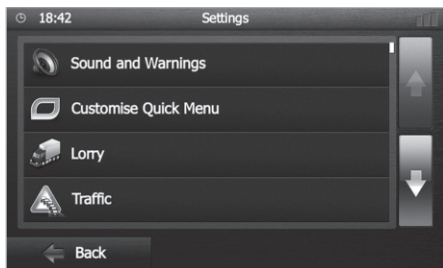 18:42
Settings
Sound and Warnings
Customise Quick Menu
Lorry
Traffic
Back